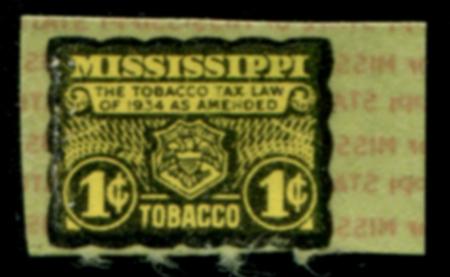 MISSISSIPPI
THE TOBACCO TAX LAW
OF 1934 AS AMENDED
1¢ 1¢
TOBACCO